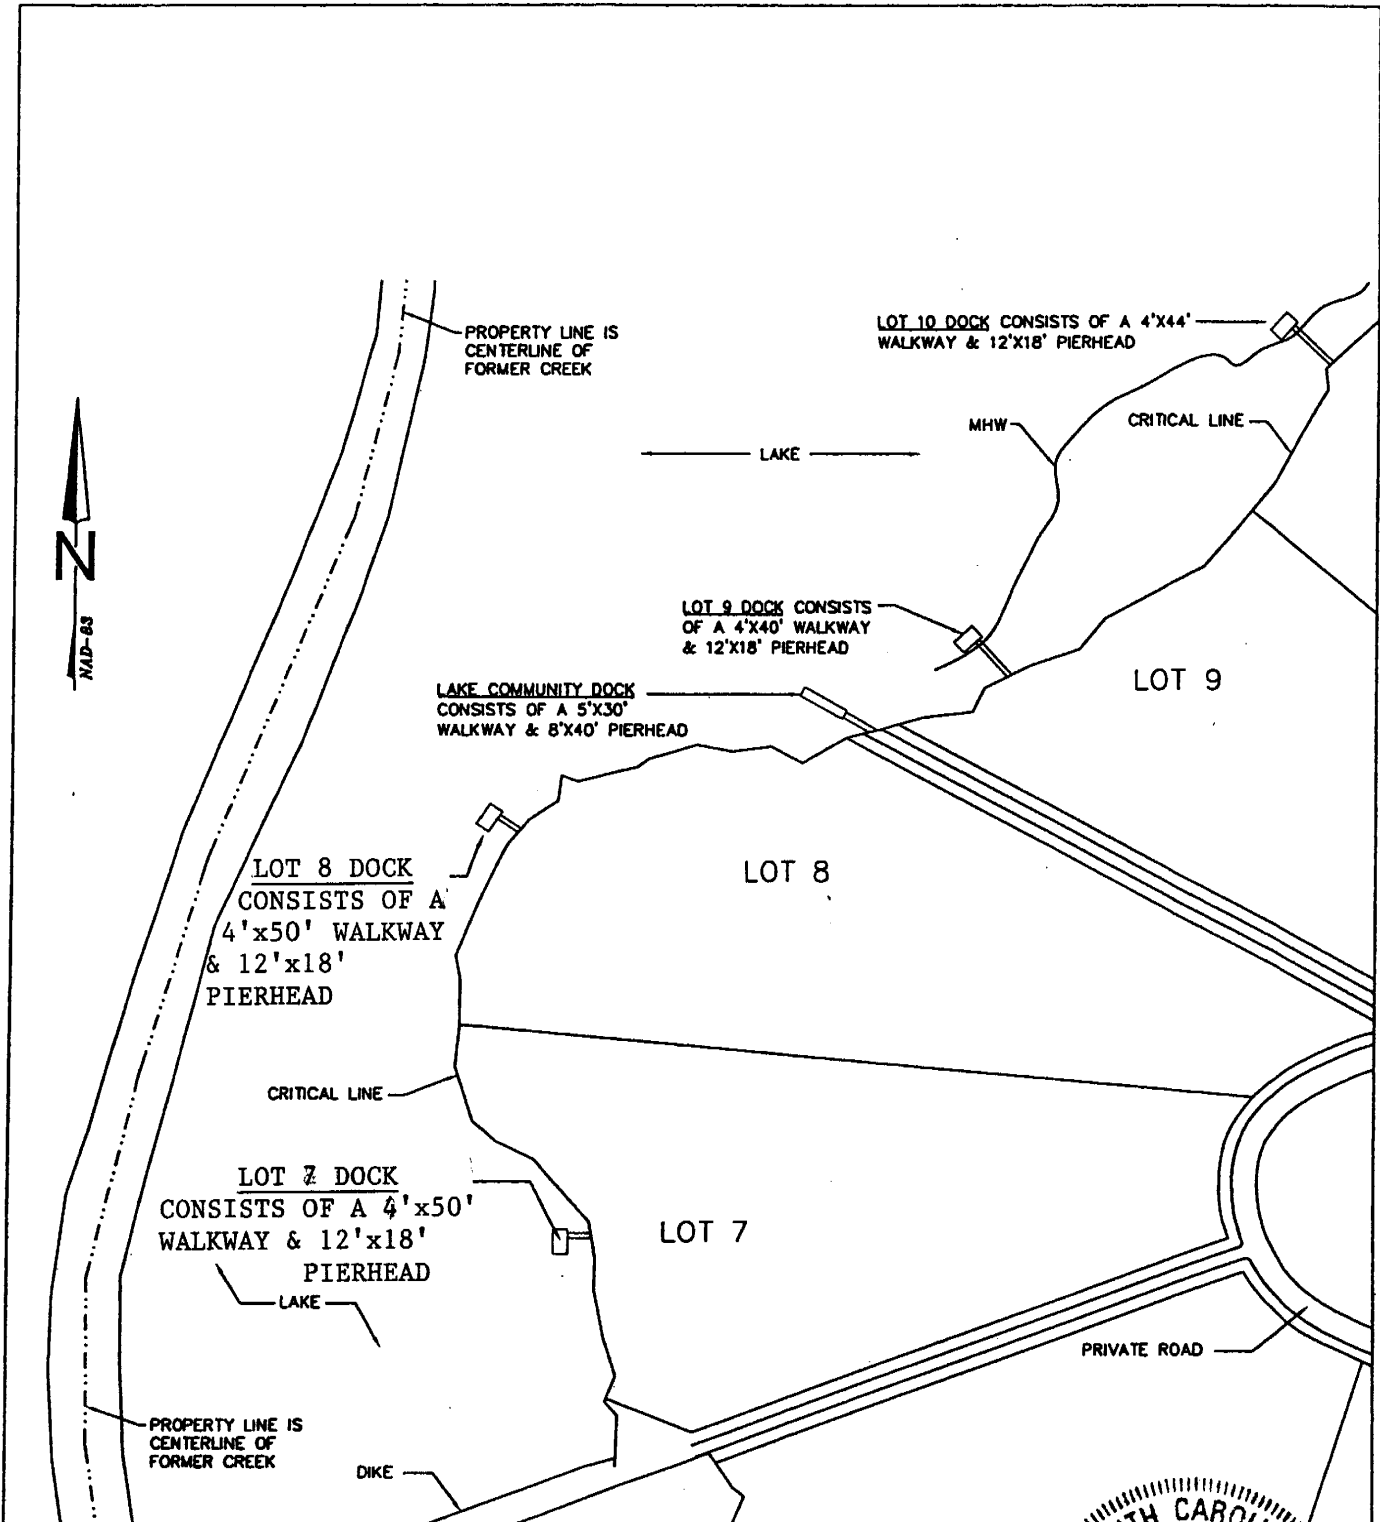 PROPERTY LINE IS
CENTERLINE OF
FORMER CREEK
LOT 10 DOCK CONSISTS OF A 4'X44'
WALKWAY & 12'X18' PIERHEAD
MHW
CRITICAL LINE
LAKE
N
NAD-83
LOT 9 DOCK CONSISTS
OF A 4'X40' WALKWAY
& 12'X18' PIERHEAD
LOT 9
LAKE COMMUNITY DOCK
CONSISTS OF A 5'X30'
WALKWAY & 8'X40' PIERHEAD
LOT 8
LOT 8 DOCK
CONSISTS OF A
4'x50' WALKWAY
& 12'x18'
PIERHEAD
CRITICAL LINE
LOT 7 DOCK
CONSISTS OF A 4'x50'
WALKWAY & 12'x18'
PIERHEAD
LOT 7
LAKE
PRIVATE ROAD
PROPERTY LINE IS
CENTERLINE OF
FORMER CREEK
DIKE
TH CAROL